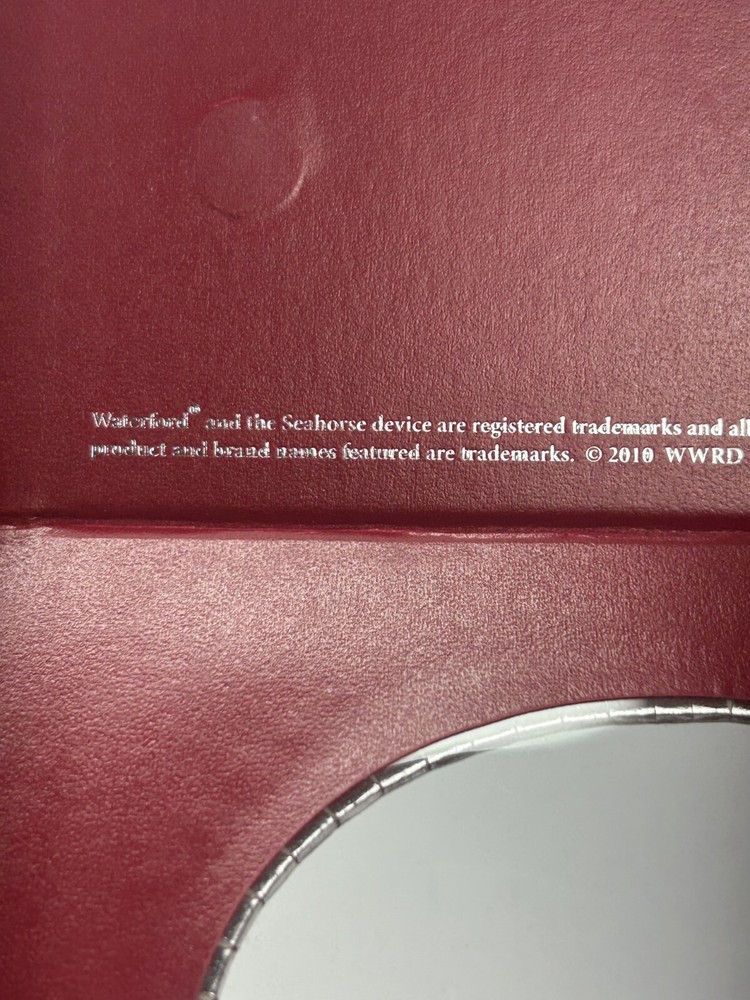 Waterford® and the Seahorse device are registered trademarks and all
product and brand names featured are trademarks. © 2010 WWRD